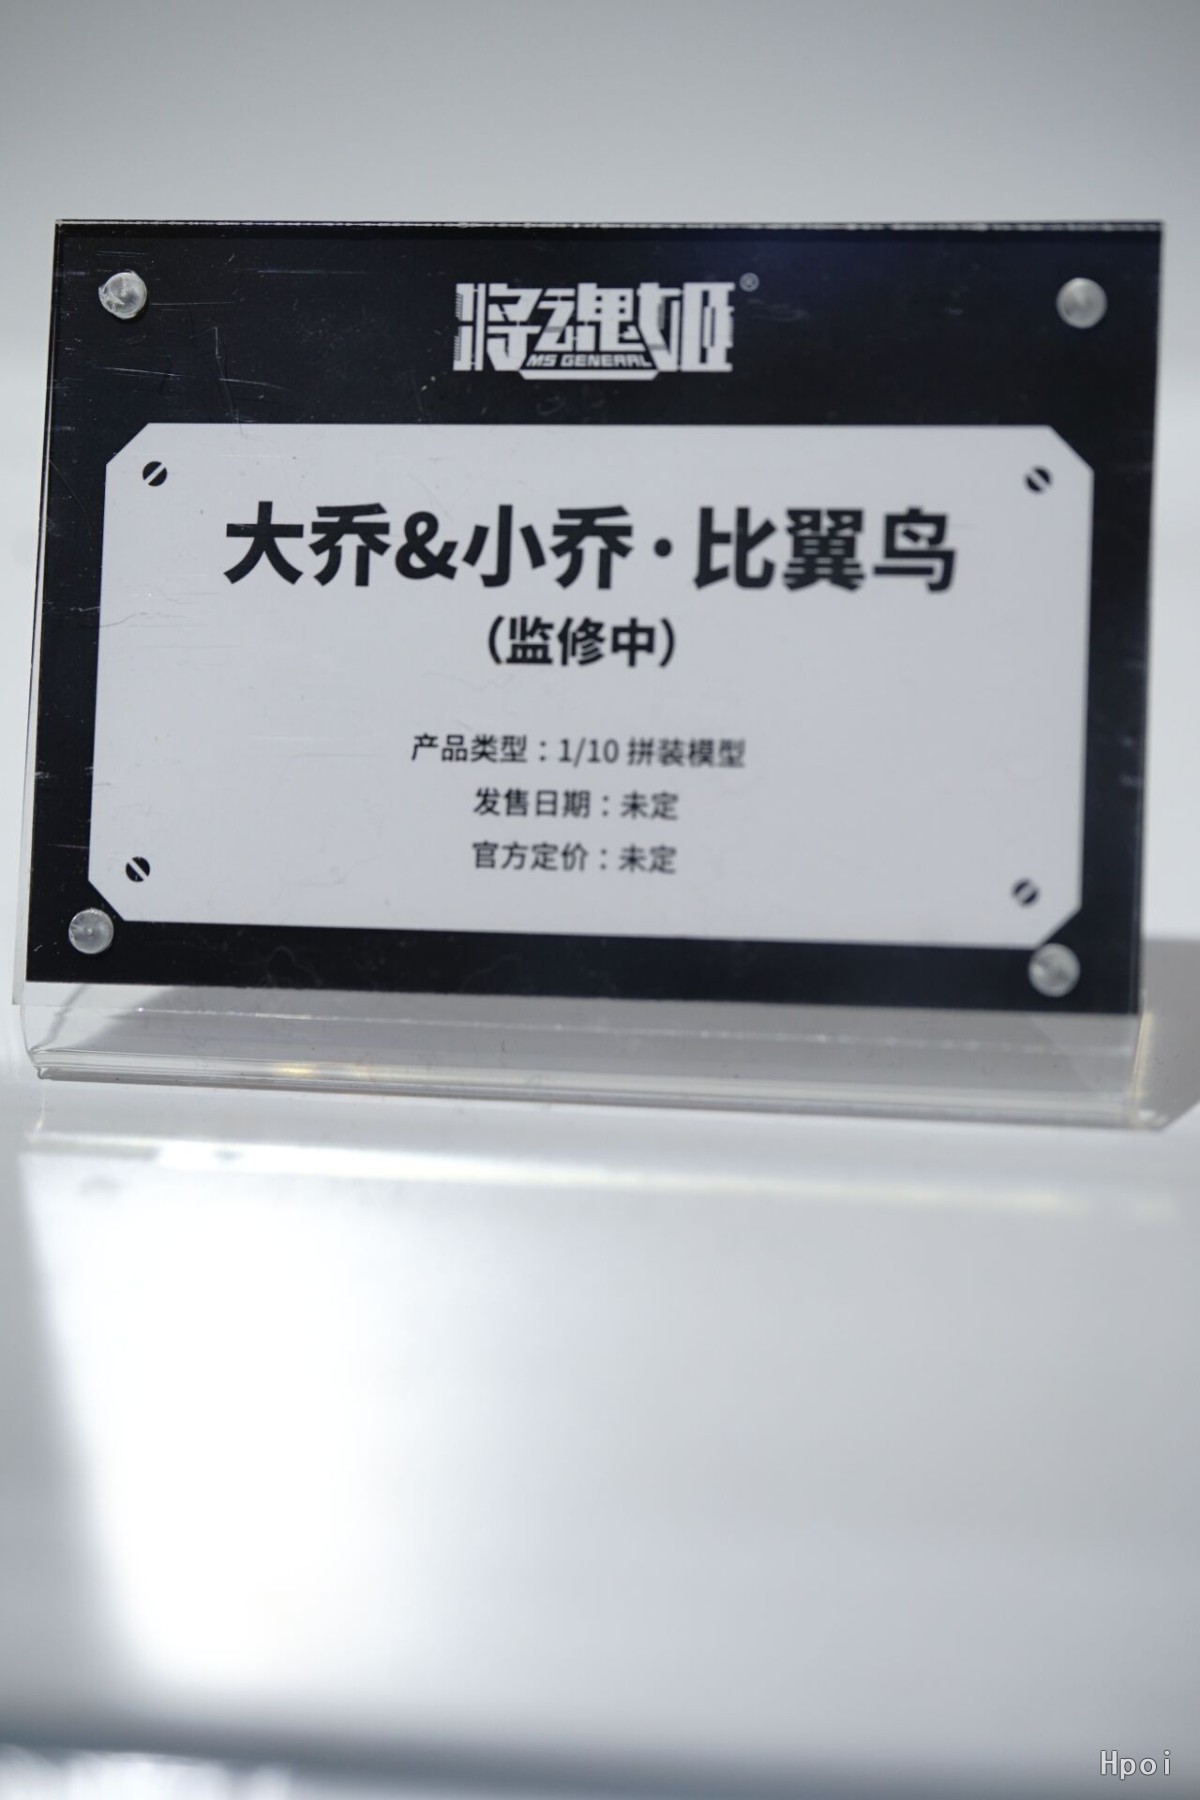 将魂姬®
MS GENERAL
大乔&小乔·比翼鸟
（监修中）
产品类型：1/10 拼装模型
发售日期：未定
官方定价：未定
Hpoi